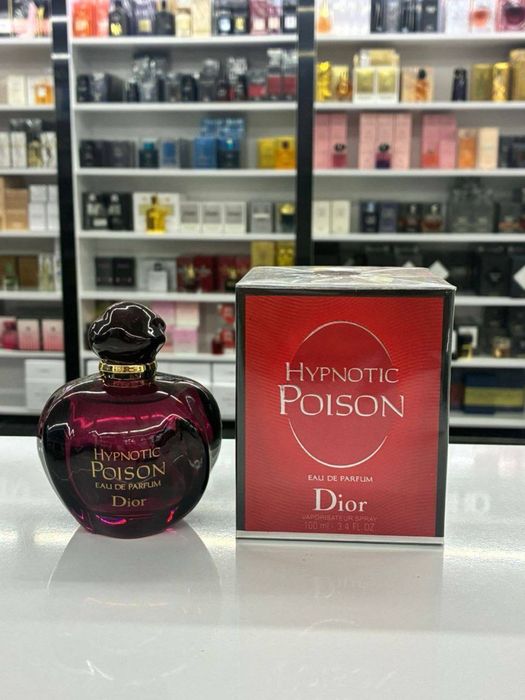 HYPNOTIC
POISON
EAU DE PARFUM
Dior
HYPNOTIC
POISON
EAU DE PARFUM
Dior
VAPORISATEUR SPRAY
100 ml - 3.4 FL OZ